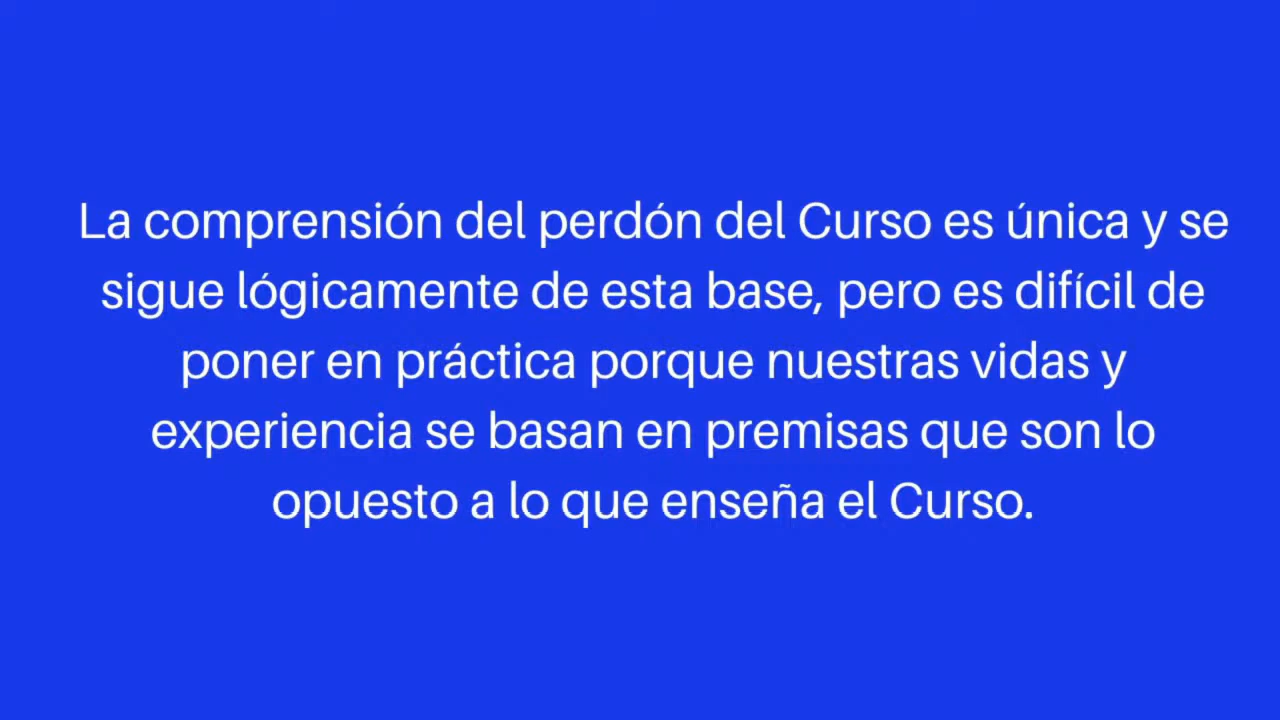 La comprensión del perdón del Curso es única y se
sigue lógicamente de esta base, pero es difícil de
poner en práctica porque nuestras vidas y
experiencia se basan en premisas que son lo
opuesto a lo que enseña el Curso.